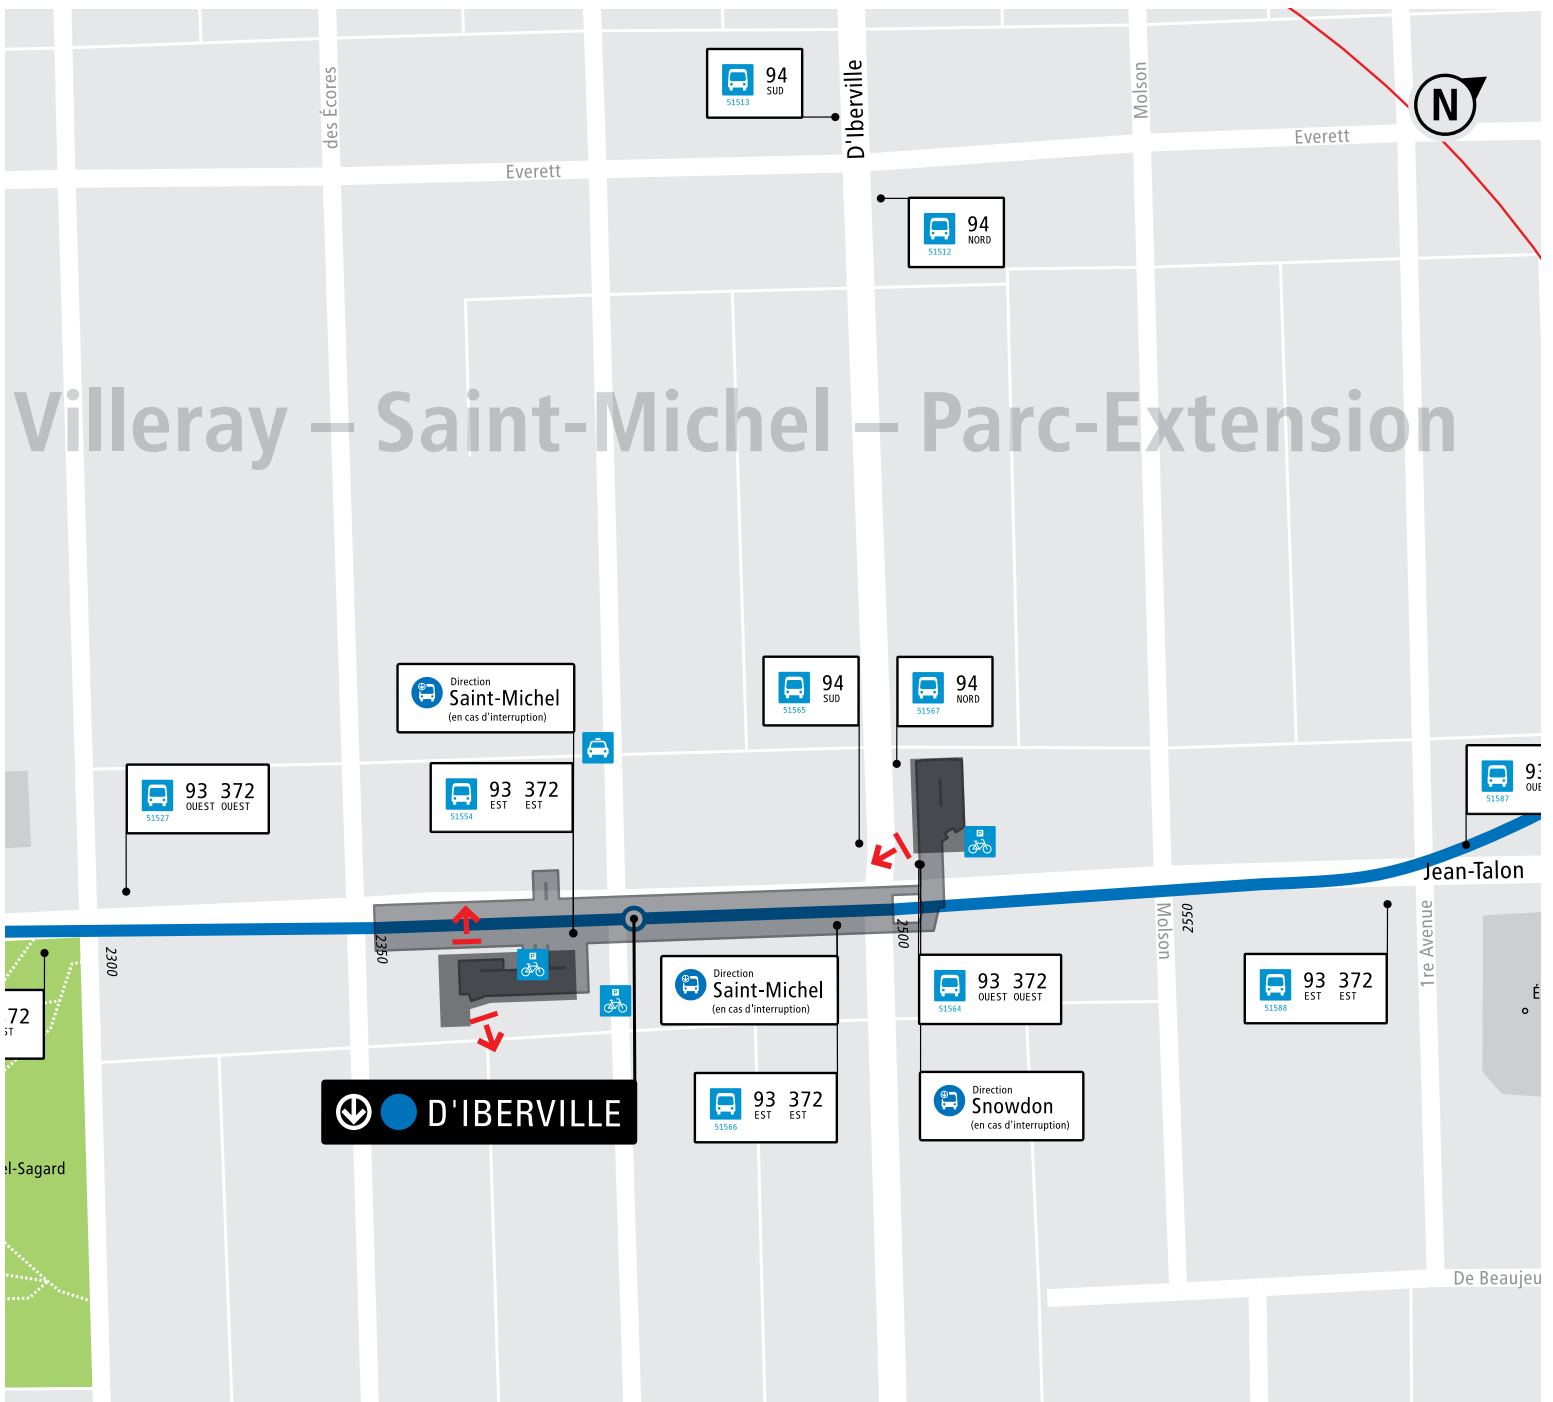 des Écores
94
SUD
51513
D'Iberville
Molson
N
Everett
Everett
94
NORD
51512
Villeray – Saint-Michel – Parc-Extension
Direction
Saint-Michel
(en cas d'interruption)
94
SUD
51565
94
NORD
51567
93 372
OUEST OUEST
51527
93 372
EST EST
51554
93
51587
P
Jean-Talon
2300
2350
2500
Molson
2550
1re Avenue
P
P
72
Direction
Saint-Michel
(en cas d'interruption)
93 372
OUEST OUEST
51564
93 372
EST EST
51588
D'IBERVILLE
93 372
EST EST
51566
Direction
Snowdon
(en cas d'interruption)
el-Sagard
De Beaujeu